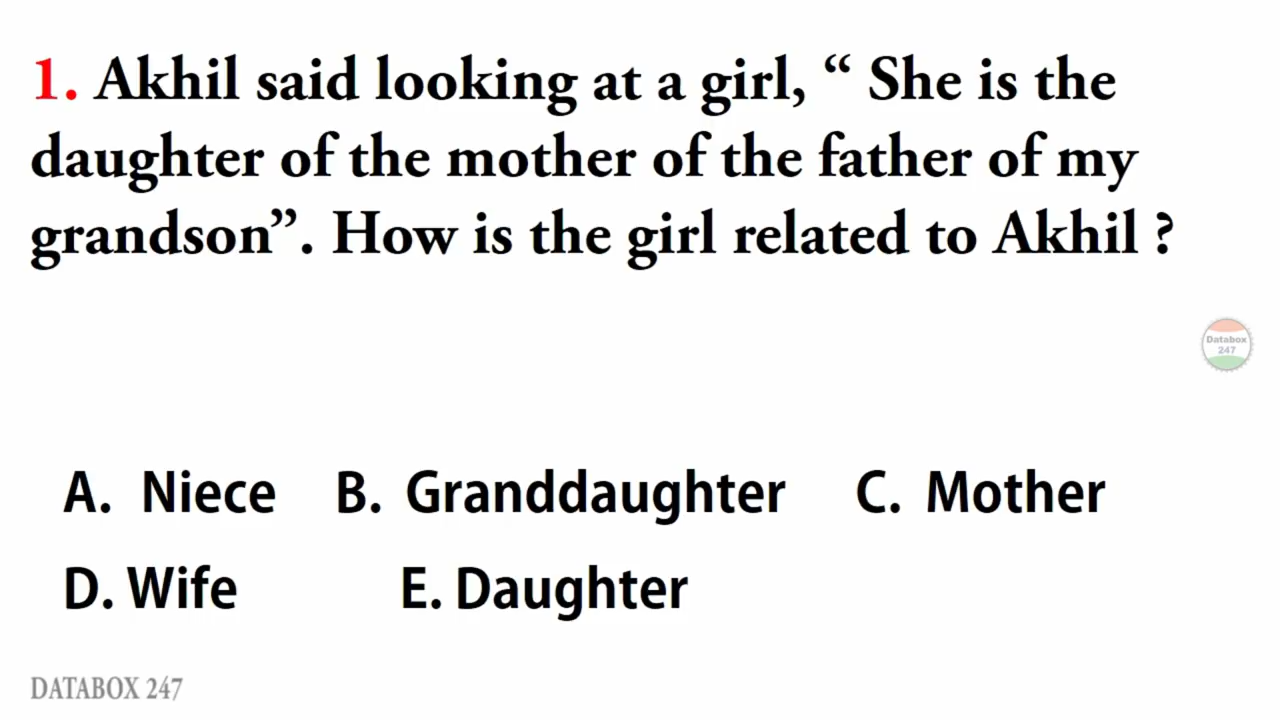 1. Akhil said looking at a girl, “ She is the
daughter of the mother of the father of my
grandson”. How is the girl related to Akhil ?
Databox
247
A. Niece B. Granddaughter C. Mother
D. Wife E. Daughter
DATABOX 247